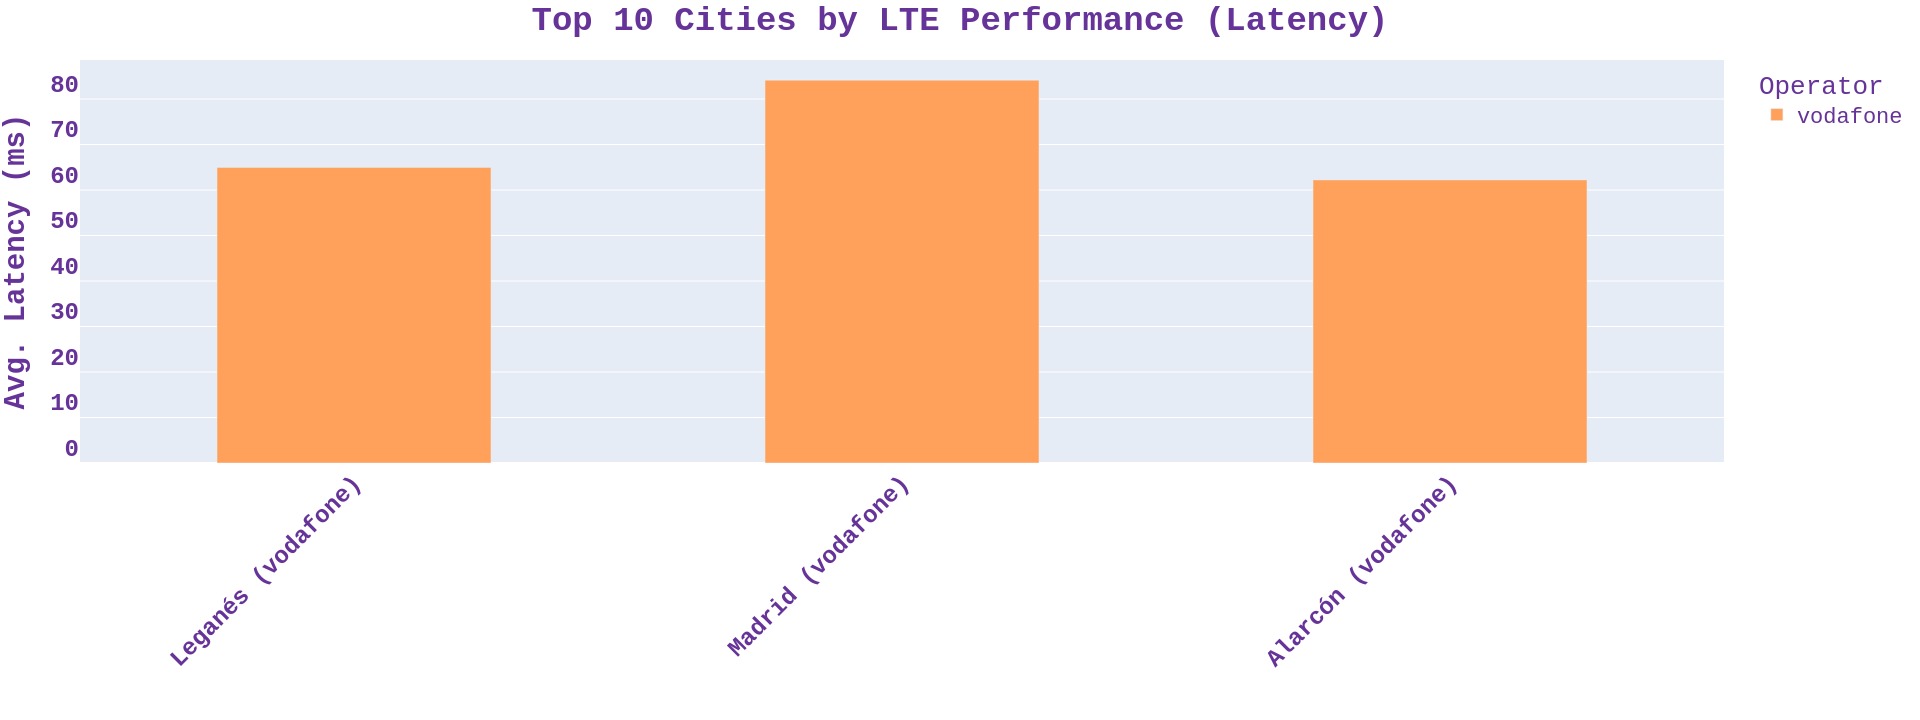 Top 10 Cities by LTE Performance (Latency)
Avg. Latency (ms)
80
70
60
50
40
30
20
10
0
Leganés (vodafone)
Madrid (vodafone)
Alarcón (vodafone)
Operator
vodafone